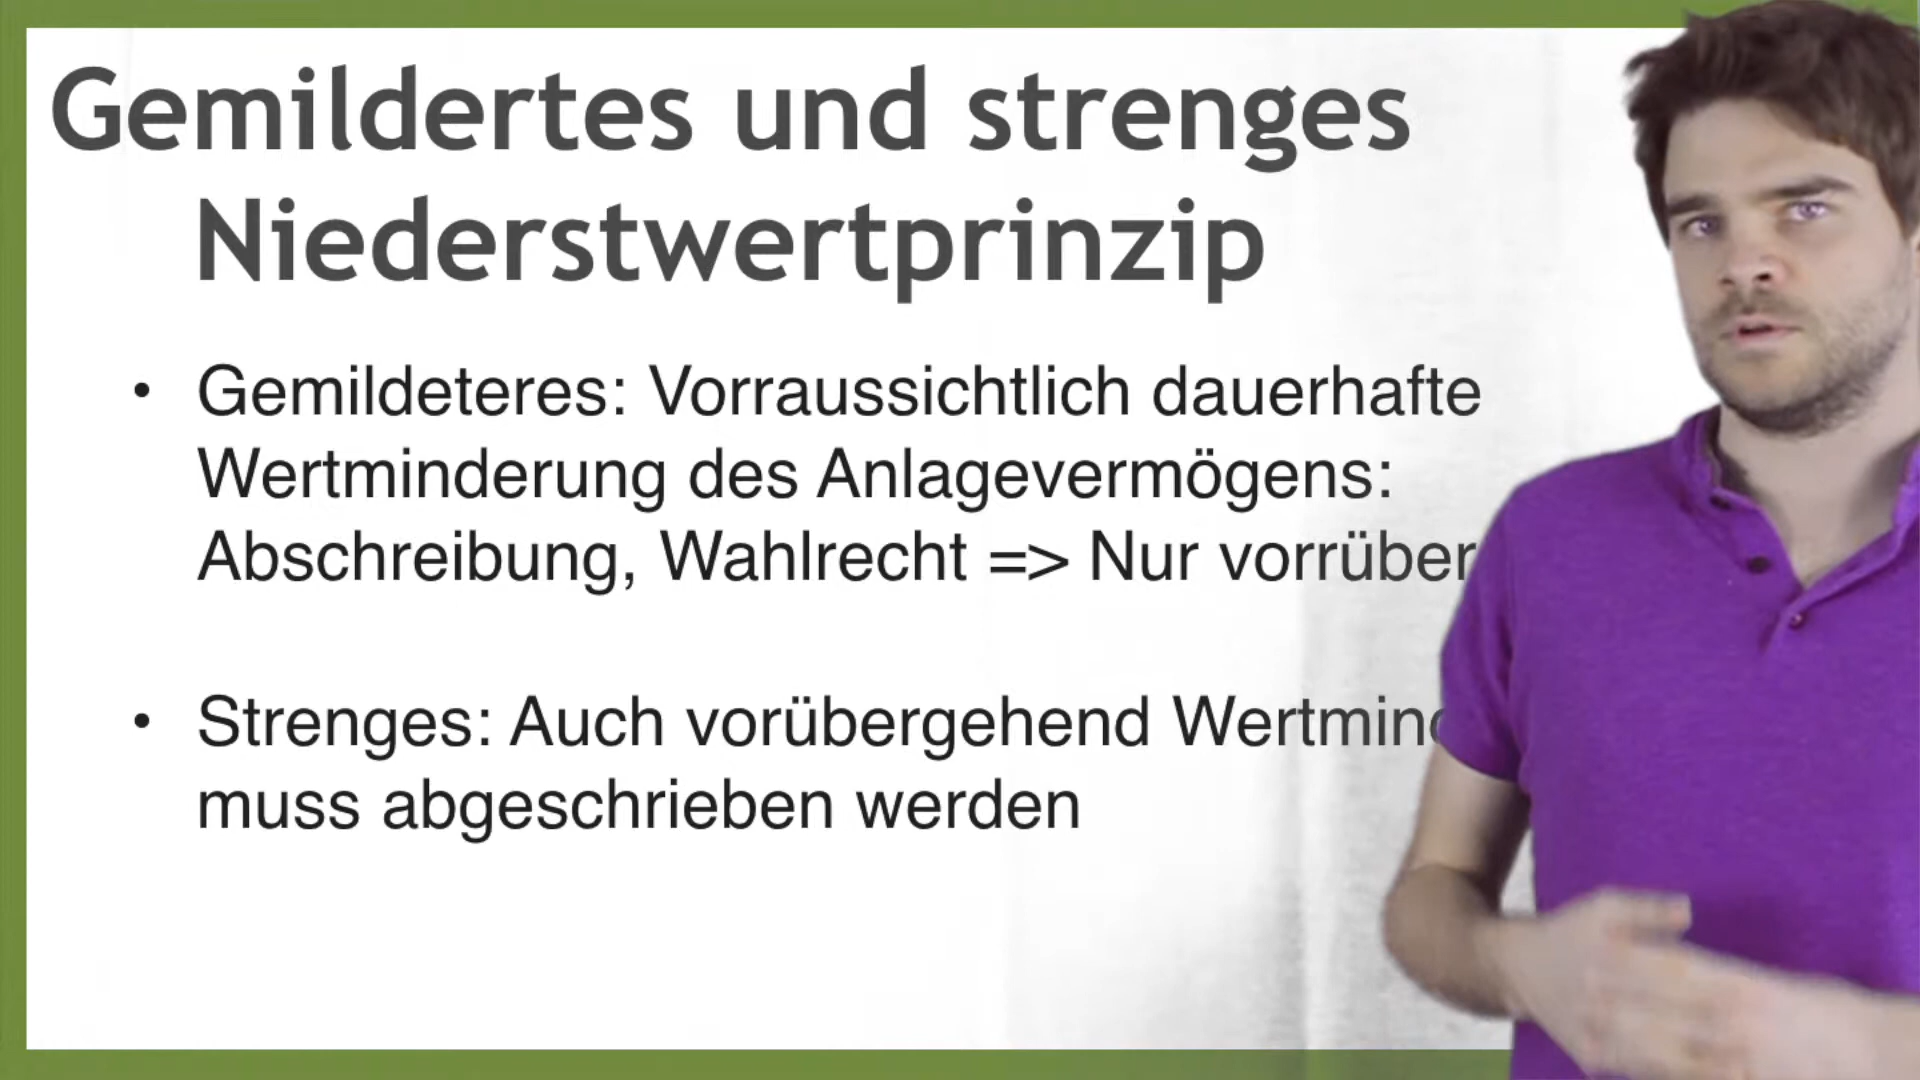 Gemildertes und strenges
Niederstwertprinzip
• Gemildeteres: Vorraussichtlich dauerhafte
Wertminderung des Anlagevermögens:
Abschreibung, Wahlrecht => Nur vorrüber
• Strenges: Auch vorübergehend
muss abgeschrieben werden